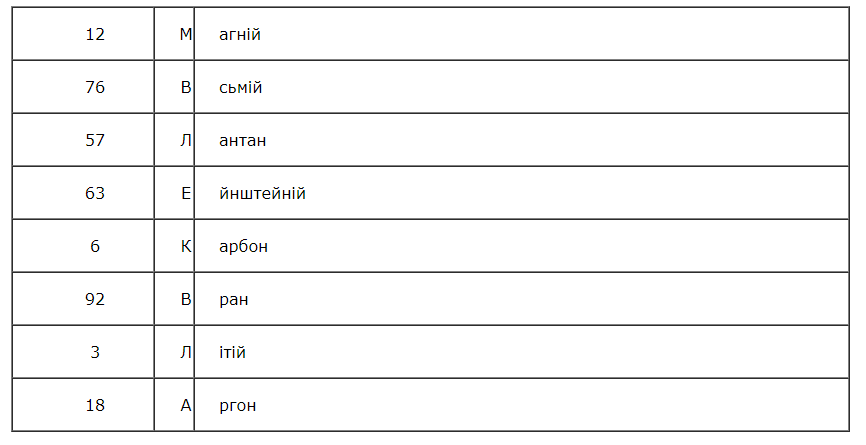 12 М агній
76 В сьмій
57 Л антан
63 Е йнштейній
6 К арбон
92 В ран
3 Л ітій
18 А ргон